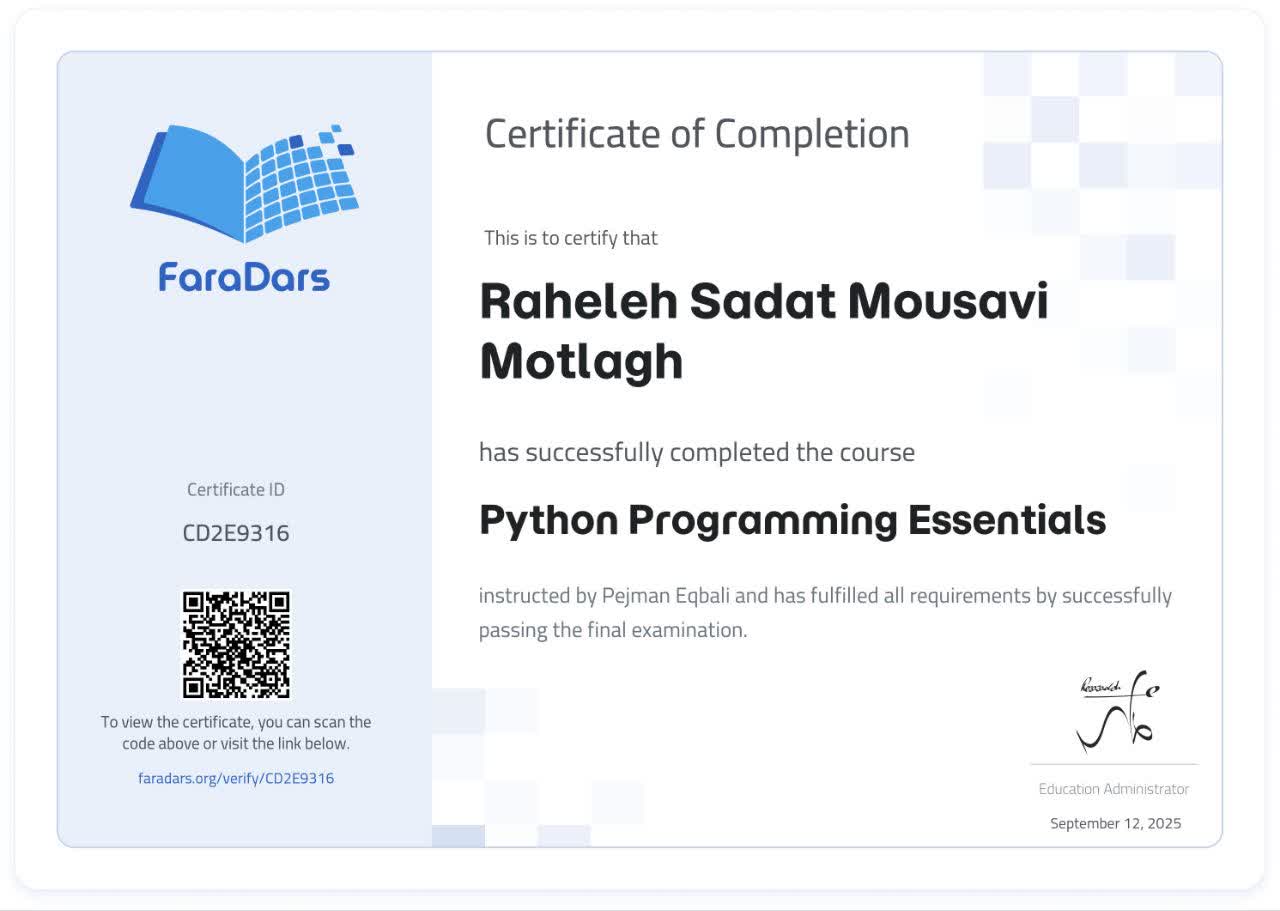 FaraDars
Certificate ID
CD2E9316
To view the certificate, you can scan the
code above or visit the link below.
faradars.org/verify/CD2E9316
Certificate of Completion
This is to certify that
Raheleh Sadat Mousavi
Motlagh
has successfully completed the course
Python Programming Essentials
instructed by Pejman Eqbali and has fulfilled all requirements by successfully
passing the final examination.
Education Administrator
September 12, 2025